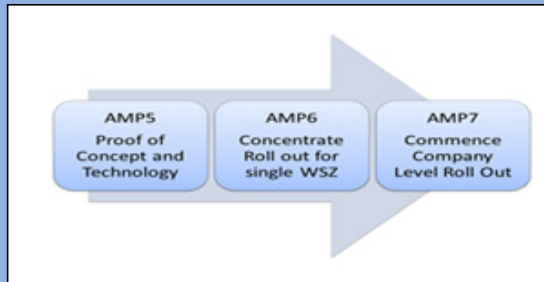 AMP5
Proof of
Concept and
Technology
AMP6
Concentrate
Roll out for
single WSZ
AMP7
Commence
Company
Level Roll Out